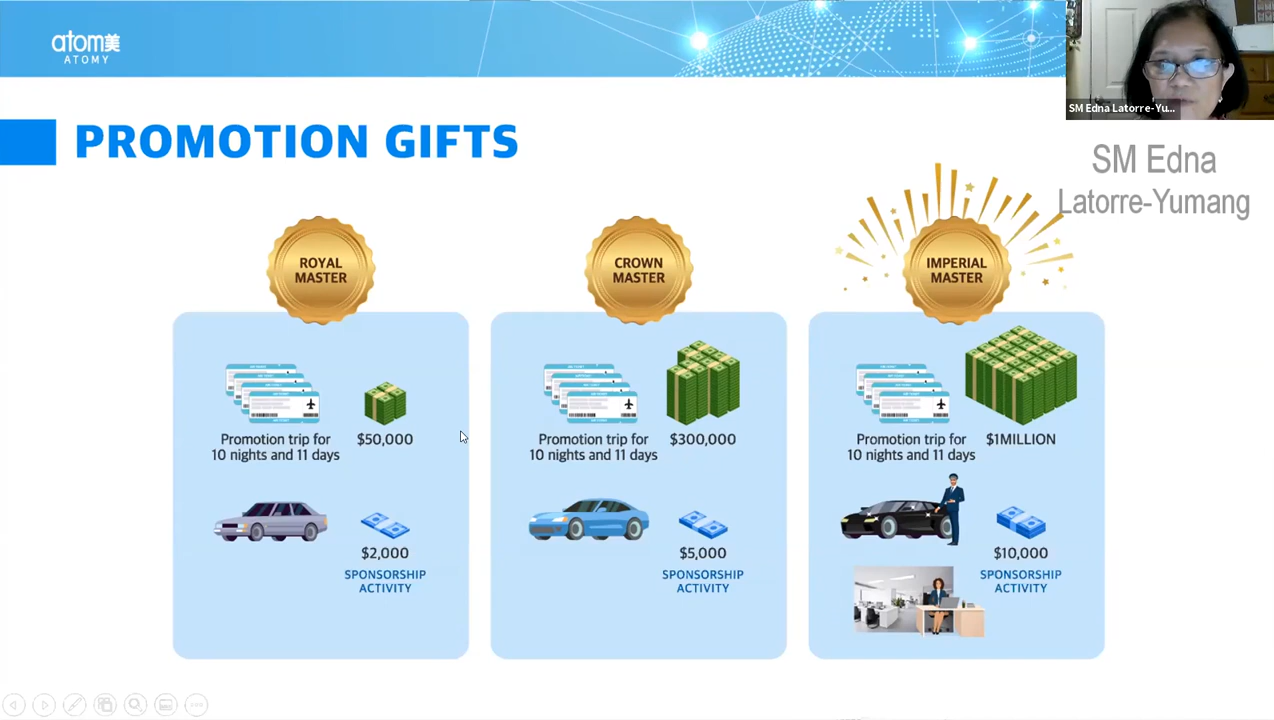 atom美
ATOMY
SM Edna Latorre-Yu...
SM Edna
Latorre-Yumang
PROMOTION GIFTS
ROYAL
MASTER
Promotion trip for
10 nights and 11 days
$50,000
$2,000
SPONSORSHIP
ACTIVITY
CROWN
MASTER
Promotion trip for
10 nights and 11 days
$300,000
$5,000
SPONSORSHIP
ACTIVITY
IMPERIAL
MASTER
Promotion trip for
10 nights and 11 days
$1MILLION
$10,000
SPONSORSHIP
ACTIVITY